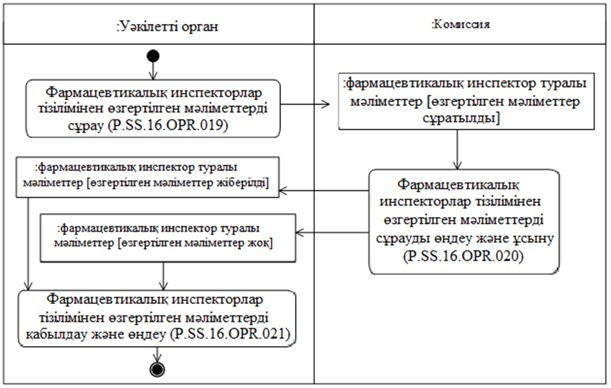 :Уәкілетті орган
:Комиссия
Фармацевтикалық инспекторлар
тізілімінен өзгертілген мәліметтерді
сұрау (P.SS.16.OPR.019)
:фармацевтикалық инспектор туралы
мәліметтер [өзгертілген мәліметтер
сұратылды]
:фармацевтикалық инспектор туралы
мәліметтер [өзгертілген мәліметтер жіберілді]
Фармацевтикалық
инспекторлар тізілімінен
өзгертілген мәліметтерді
сұрауды өңдеу және ұсыну
(P.SS.16.OPR.020)
:фармацевтикалық инспектор туралы
мәліметтер [өзгертілген мәліметтер жоқ]
Фармацевтикалық инспекторлар
тізілімінен өзгертілген мәліметтерді
қабылдау және өңдеу (P.SS.16.OPR.021)